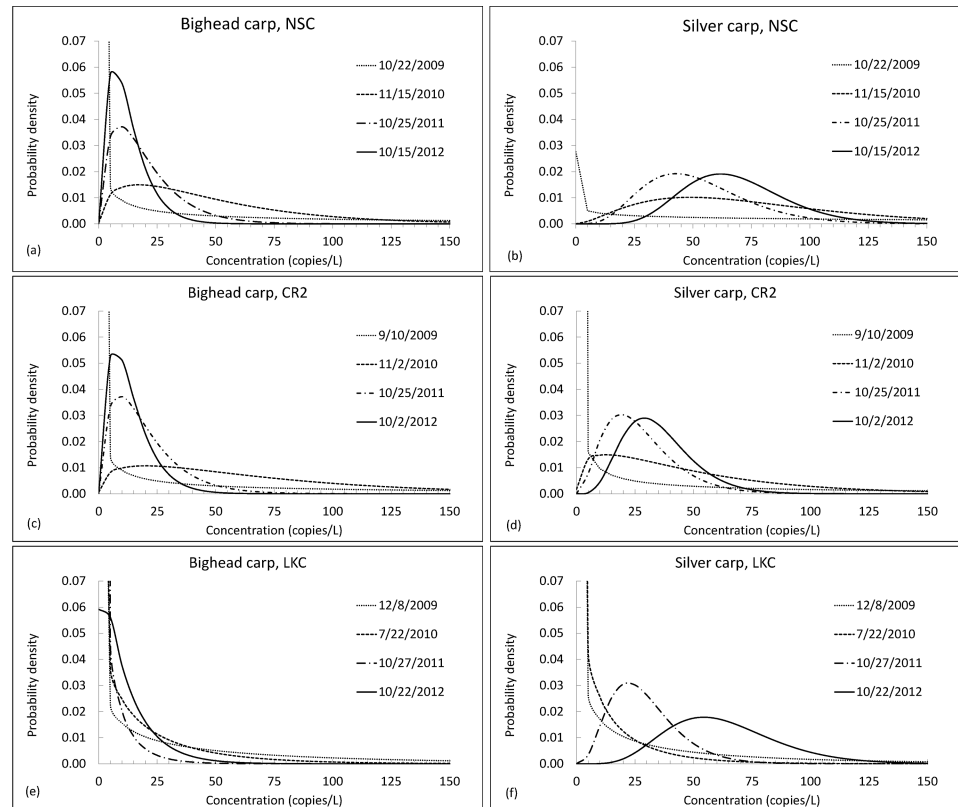 Bighead carp, NSC
0.07
0.06
0.05
0.04
0.03
0.02
0.01
0.00
Probability density
10/22/2009
11/15/2010
10/25/2011
10/15/2012
0 25 50 75 100 125 150
Concentration (copies/L)
(a)
Silver carp, NSC
0.07
0.06
0.05
0.04
0.03
0.02
0.01
0.00
Probability density
10/22/2009
11/15/2010
10/25/2011
10/15/2012
0 25 50 75 100 125 150
Concentration (copies/L)
(b)
Bighead carp, CR2
0.07
0.06
0.05
0.04
0.03
0.02
0.01
0.00
Probability density
9/10/2009
11/2/2010
10/25/2011
10/2/2012
0 25 50 75 100 125 150
Concentration (copies/L)
(c)
Silver carp, CR2
0.07
0.06
0.05
0.04
0.03
0.02
0.01
0.00
Probability density
9/10/2009
11/2/2010
10/25/2011
10/2/2012
0 25 50 75 100 125 150
Concentration (copies/L)
(d)
Bighead carp, LKC
0.07
0.06
0.05
0.04
0.03
0.02
0.01
0.00
Probability density
12/8/2009
7/22/2010
10/27/2011
10/22/2012
0 25 50 75 100 125 150
Concentration (copies/L)
(e)
Silver carp, LKC
0.07
0.06
0.05
0.04
0.03
0.02
0.01
0.00
Probability density
12/8/2009
7/22/2010
10/27/2011
10/22/2012
0 25 50 75 100 125 150
Concentration (copies/L)
(f)